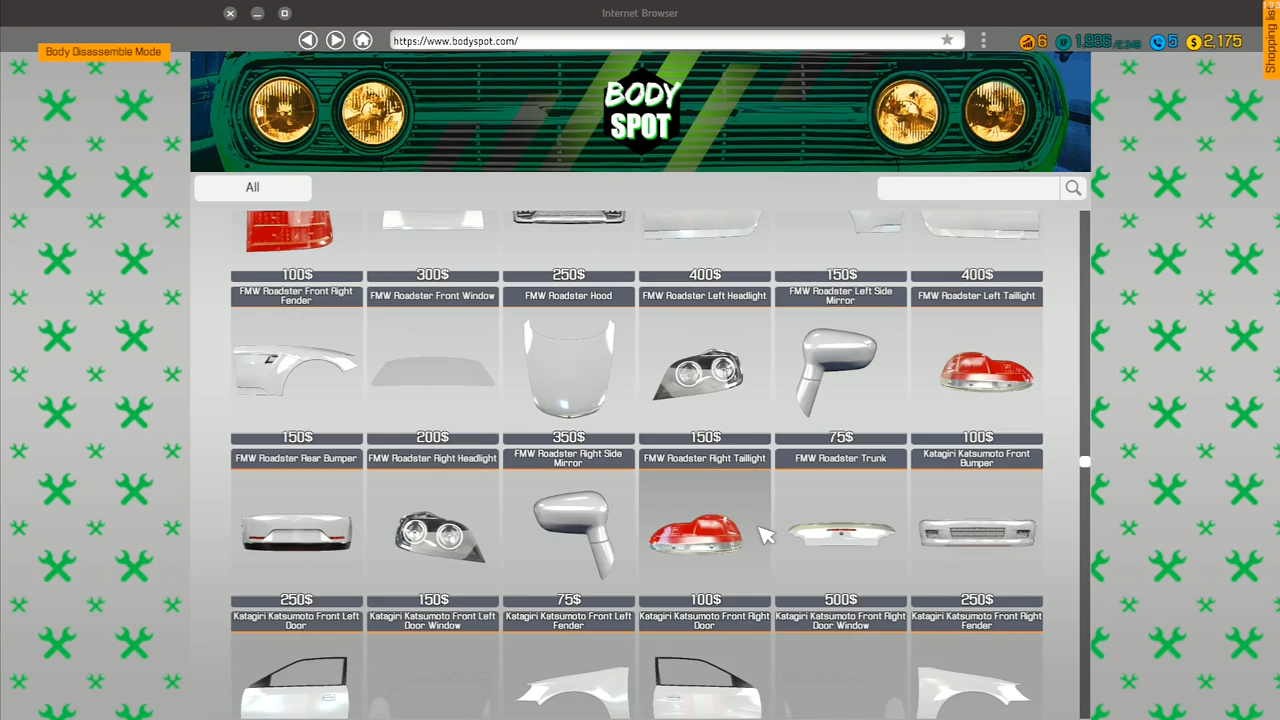 Internet Browser
https://www.bodyspot.com/
Body Disassemble Mode
6
1,936 /2,348
5
$ 2,175
Shopping list
BODY
SPOT
All
100$
300$
250$
400$
150$
400$
FMW Roadster Front Right
Fender
FMW Roadster Front Window
FMW Roadster Hood
FMW Roadster Left Headlight
FMW Roadster Left Side
Mirror
FMW Roadster Left Taillight
150$
200$
350$
150$
75$
100$
FMW Roadster Rear Bumper
FMW Roadster Right Headlight
FMW Roadster Right Side
Mirror
FMW Roadster Right Taillight
FMW Roadster Trunk
Katagiri Katsumoto Front
Bumper
250$
150$
75$
100$
500$
250$
Katagiri Katsumoto Front Left
Door
Katagiri Katsumoto Front Left
Door Window
Katagiri Katsumoto Front Left
Fender
Katagiri Katsumoto Front Right
Door
Katagiri Katsumoto Front Right
Door Window
Katagiri Katsumoto Front Right
Fender